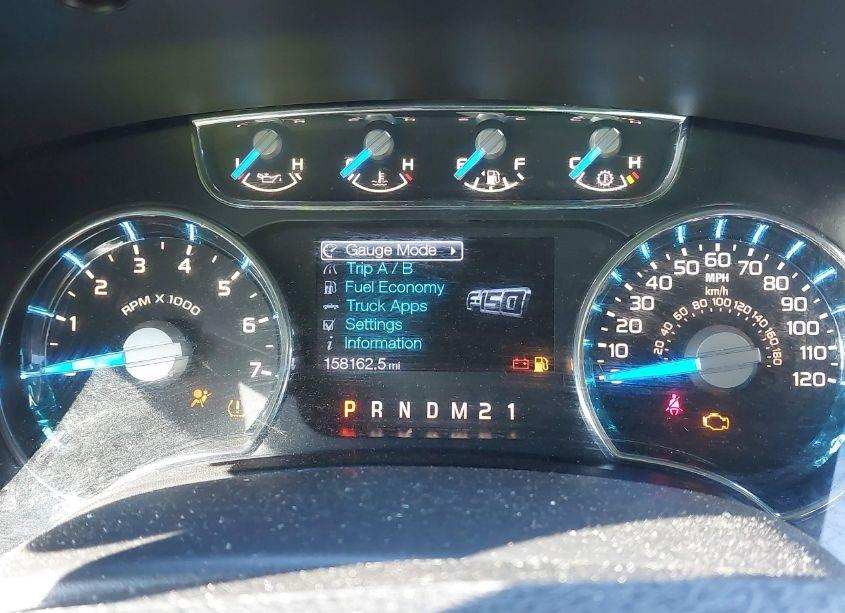 L H
H
E F
C H
1 2 3 4 5 6 7
RPM X 1000
Gauge Mode
Trip A / B
Fuel Economy
Truck Apps
Settings
Information
158162.5 mi
F-150
P R N D M 2 1
0 10 20 30 40 50 60 70 80 90 100 110 120
MPH
km/h
20 40 60 80 100 120 140 160 180